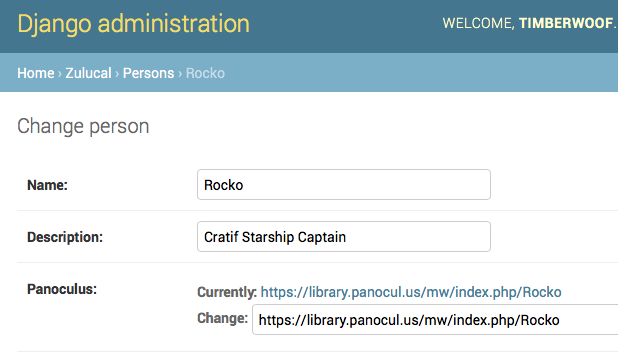 Django administration
WELCOME, TIMBERWOOF.
Home › Zulucal › Persons › Rocko
Change person
Name: Rocko
Description: Cratif Starship Captain
Panoculus: Currently: https://library.panocul.us/mw/index.php/Rocko
Change: https://library.panocul.us/mw/index.php/Rocko